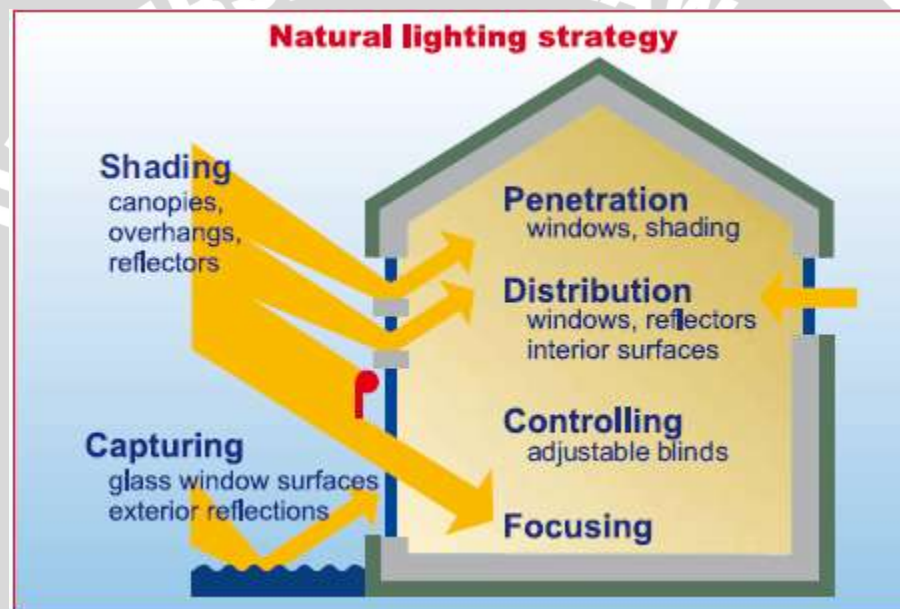 Natural lighting strategy
Shading
canopies,
overhangs,
reflectors
Capturing
glass window surfaces
exterior reflections
Penetration
windows, shading
Distribution
windows, reflectors
interior surfaces
Controlling
adjustable blinds
Focusing